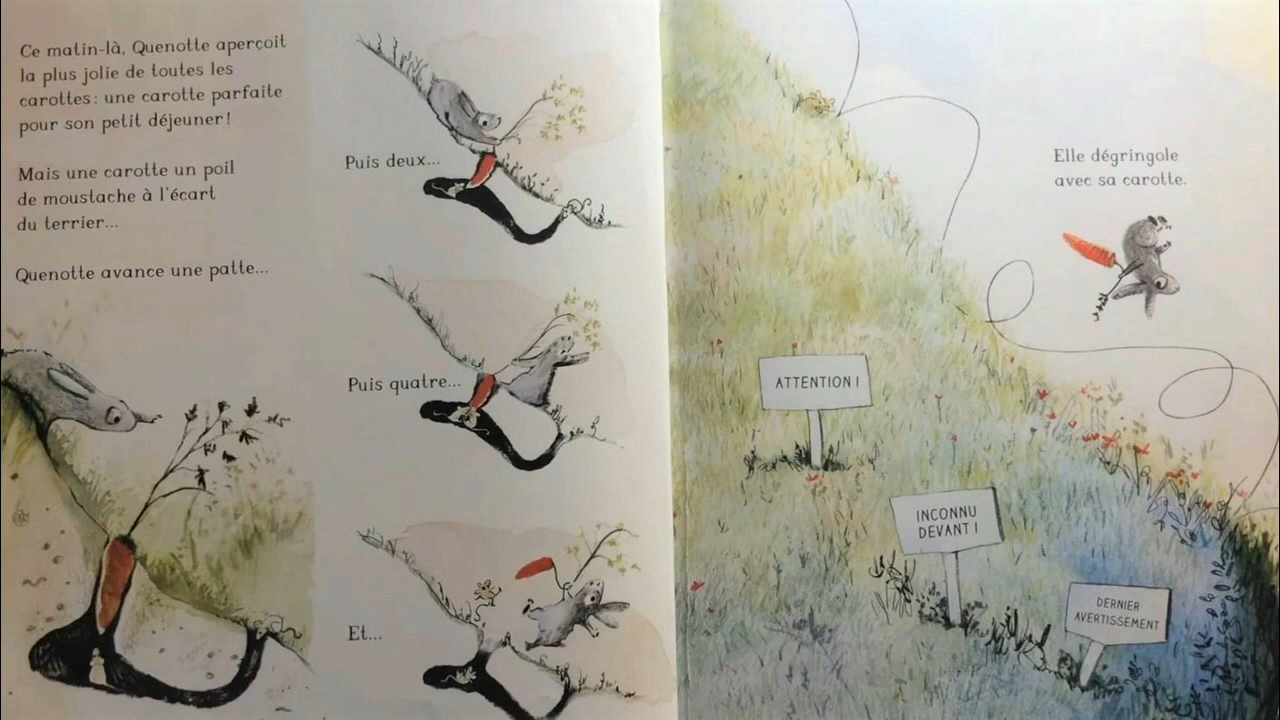 Ce matin-là, Quenotte aperçoit
la plus jolie de toutes les
carottes : une carotte parfaite
pour son petit déjeuner !
Mais une carotte un poil
de moustache à l'écart
du terrier...
Quenotte avance une patte...
Puis deux...
Puis quatre...
Et...
Elle dégringole
avec sa carotte.
ATTENTION !
INCONNU
DEVANT !
DERNIER
AVERTISSEMENT